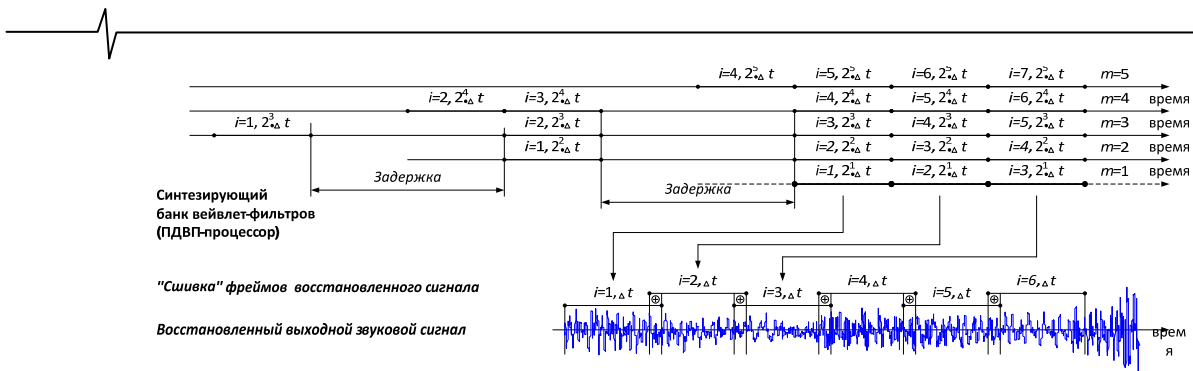 i=4, 2⁵•Δ t i=5, 2⁵•Δ t i=6, 2⁵•Δ t i=7, 2⁵•Δ t m=5
i=2, 2⁴•Δ t i=3, 2⁴•Δ t i=4, 2⁴•Δ t i=5, 2⁴•Δ t i=6, 2⁴•Δ t m=4 время
i=1, 2³•Δ t i=2, 2³•Δ t i=3, 2³•Δ t i=4, 2³•Δ t i=5, 2³•Δ t m=3 время
i=1, 2²•Δ t i=2, 2²•Δ t i=3, 2²•Δ t i=4, 2²•Δ t m=2 время
i=1, 2¹•Δ t i=2, 2¹•Δ t i=3, 2¹•Δ t m=1 время
Задержка
Задержка
Синтезирующий
банк вейвлет-фильтров
(ПДВП-процессор)
"Сшивка" фреймов восстановленного сигнала
i=1, Δ t i=2, Δ t i=3, Δ t i=4, Δ t i=5, Δ t i=6, Δ t
Восстановленный выходной звуковой сигнал
врем
я